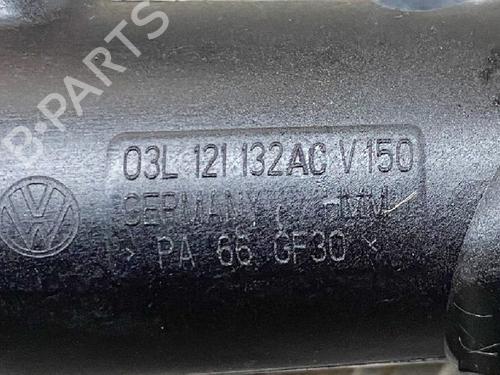 B-PARTS
03L 121 132AC V150
GERMANY
> PA 66 GF30 <